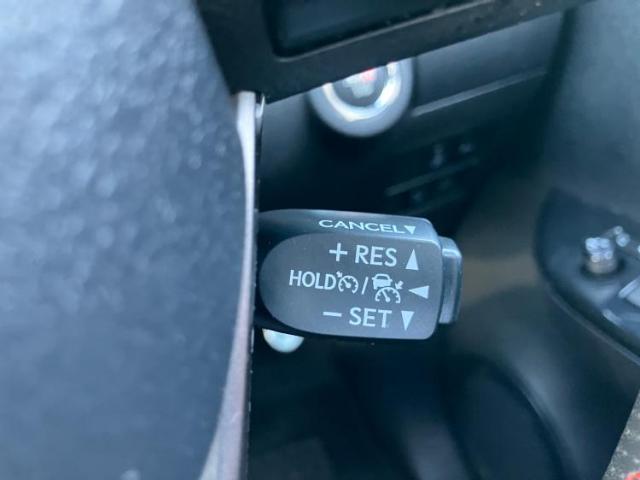 CANCEL▼
+ RES ▲
HOLD / ◀
− SET ▼